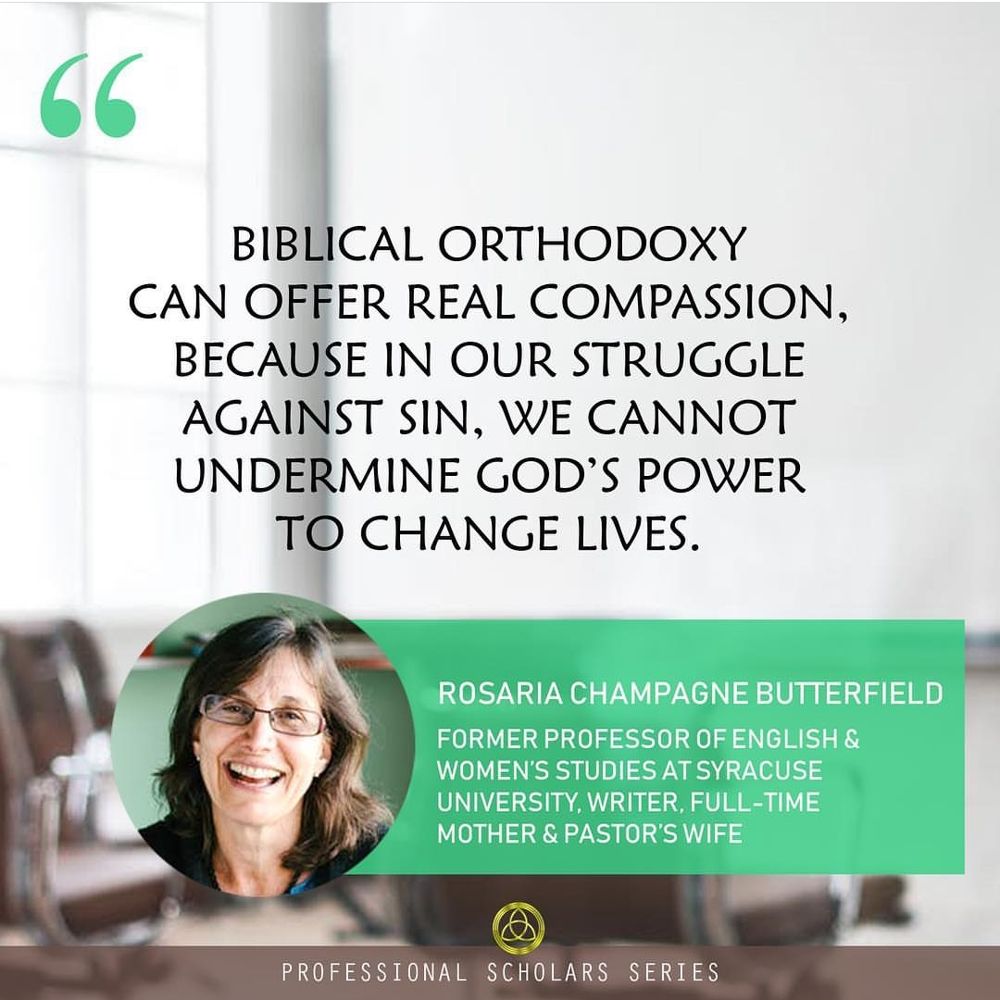 “
BIBLICAL ORTHODOXY
CAN OFFER REAL COMPASSION,
BECAUSE IN OUR STRUGGLE
AGAINST SIN, WE CANNOT
UNDERMINE GOD’S POWER
TO CHANGE LIVES.
ROSARIA CHAMPAGNE BUTTERFIELD
FORMER PROFESSOR OF ENGLISH &
WOMEN’S STUDIES AT SYRACUSE
UNIVERSITY, WRITER, FULL-TIME
MOTHER & PASTOR’S WIFE
PROFESSIONAL SCHOLARS SERIES